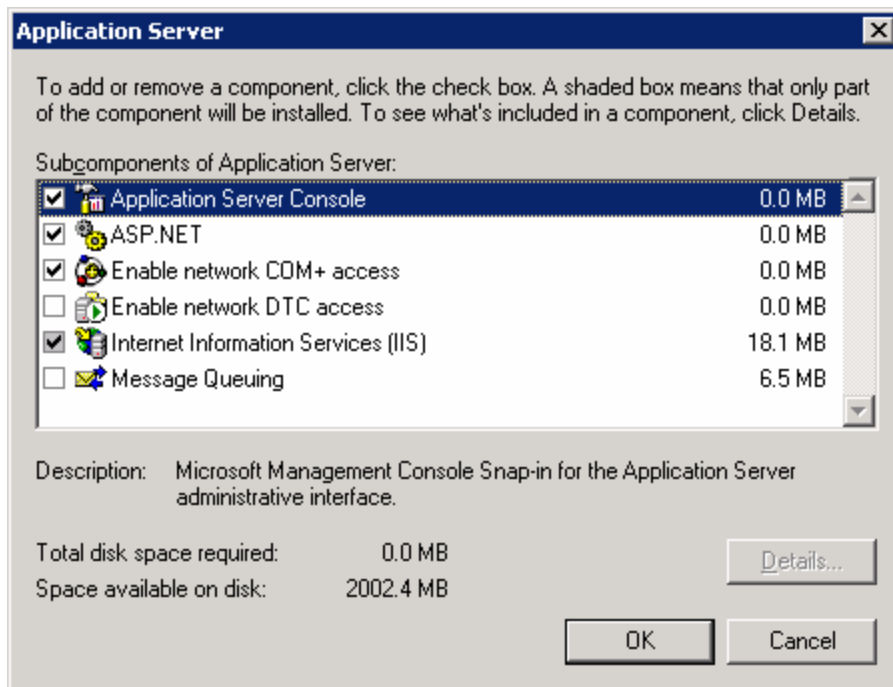 Application Server
To add or remove a component, click the check box. A shaded box means that only part
of the component will be installed. To see what's included in a component, click Details.
Subcomponents of Application Server:
Application Server Console 0.0 MB
ASP.NET 0.0 MB
Enable network COM+ access 0.0 MB
Enable network DTC access 0.0 MB
Internet Information Services (IIS) 18.1 MB
Message Queuing 6.5 MB
Description: Microsoft Management Console Snap-in for the Application Server
administrative interface.
Total disk space required: 0.0 MB
Space available on disk: 2002.4 MB
Details...
OK Cancel